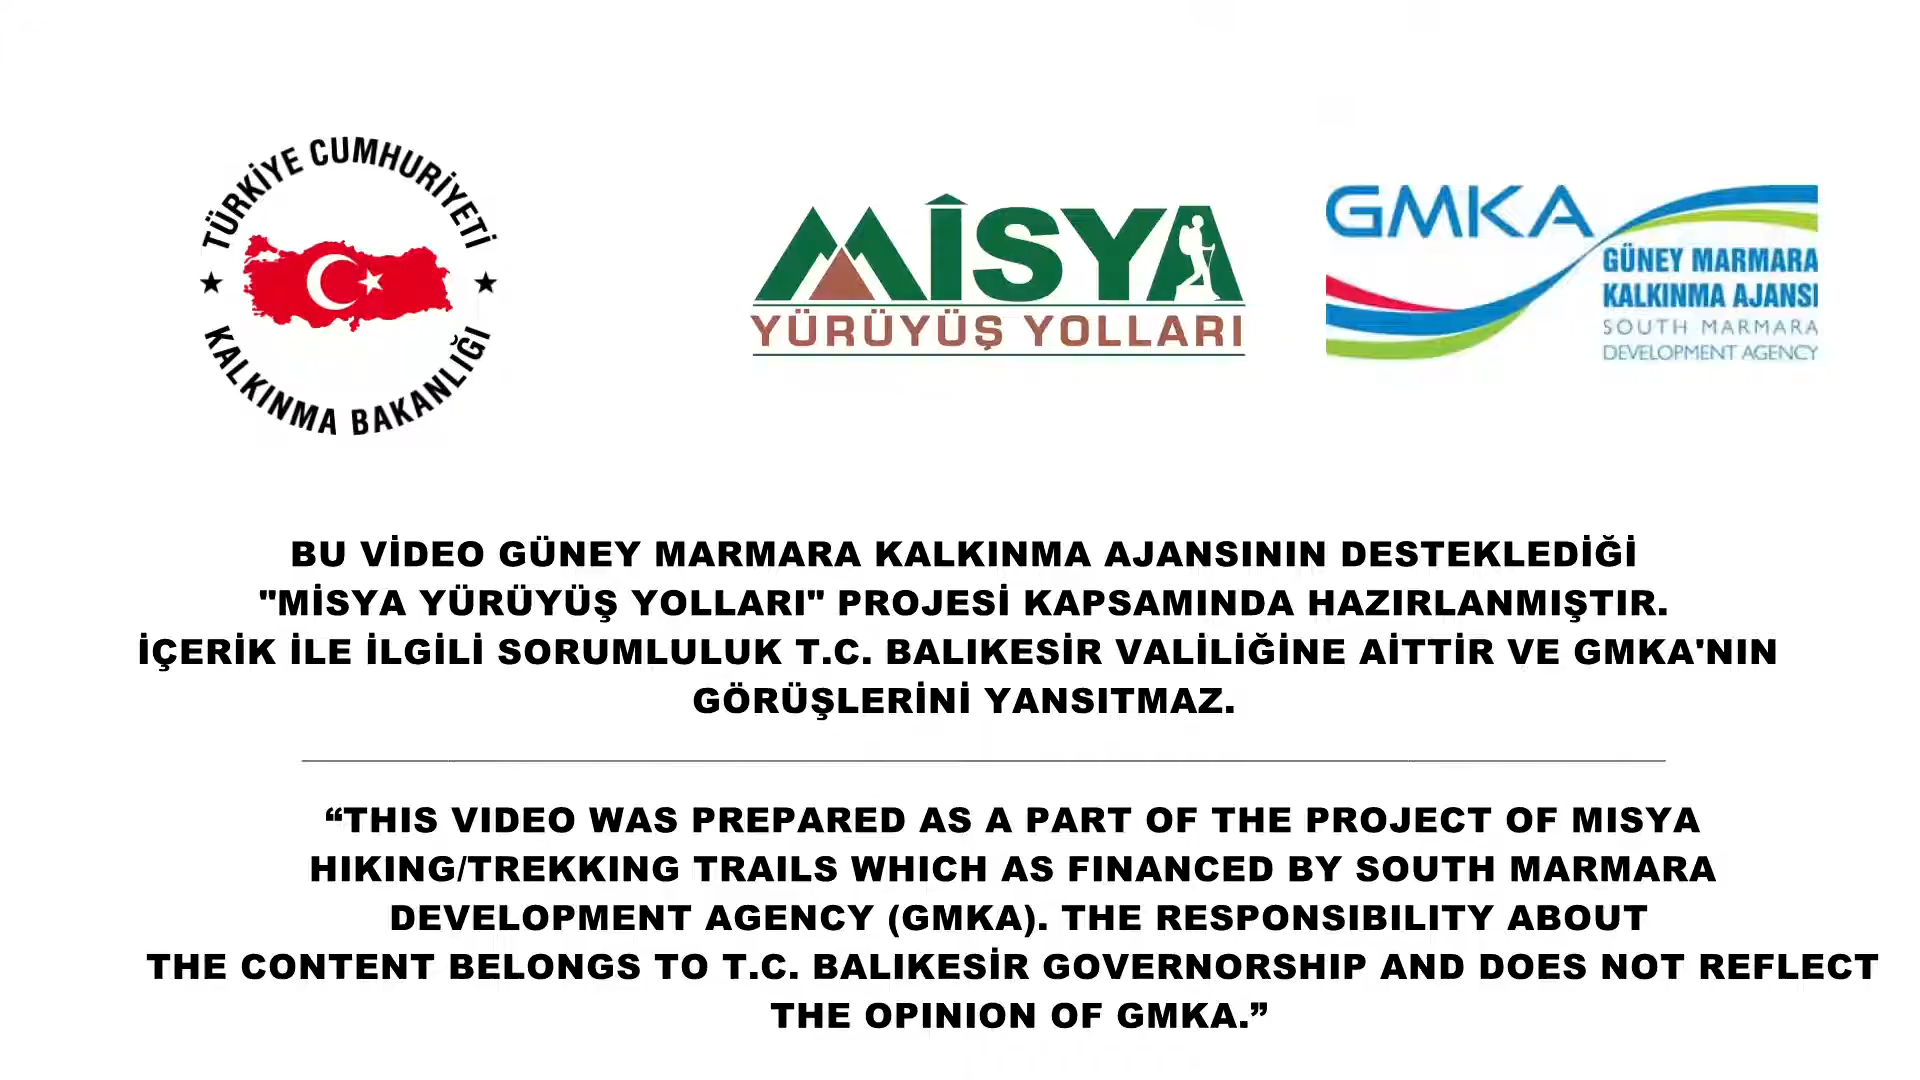 TÜRKİYE CUMHURİYETİ
KALKINMA BAKANLIĞI
MİSYA
YÜRÜYÜŞ YOLLARI
GMKA
GÜNEY MARMARA
KALKINMA AJANSI
SOUTH MARMARA
DEVELOPMENT AGENCY
BU VİDEO GÜNEY MARMARA KALKINMA AJANSININ DESTEKLEDİĞİ
"MİSYA YÜRÜYÜŞ YOLLARI" PROJESİ KAPSAMINDA HAZIRLANMIŞTIR.
İÇERİK İLE İLGİLİ SORUMLULUK T.C. BALIKESİR VALİLİĞİNE AİTTİR VE GMKA'NIN
GÖRÜŞLERİNİ YANSITMAZ.
“THIS VIDEO WAS PREPARED AS A PART OF THE PROJECT OF MISYA
HIKING/TREKKING TRAILS WHICH AS FINANCED BY SOUTH MARMARA
DEVELOPMENT AGENCY (GMKA). THE RESPONSIBILITY ABOUT
THE CONTENT BELONGS TO T.C. BALIKESİR GOVERNORSHIP AND DOES NOT REFLECT
THE OPINION OF GMKA.”